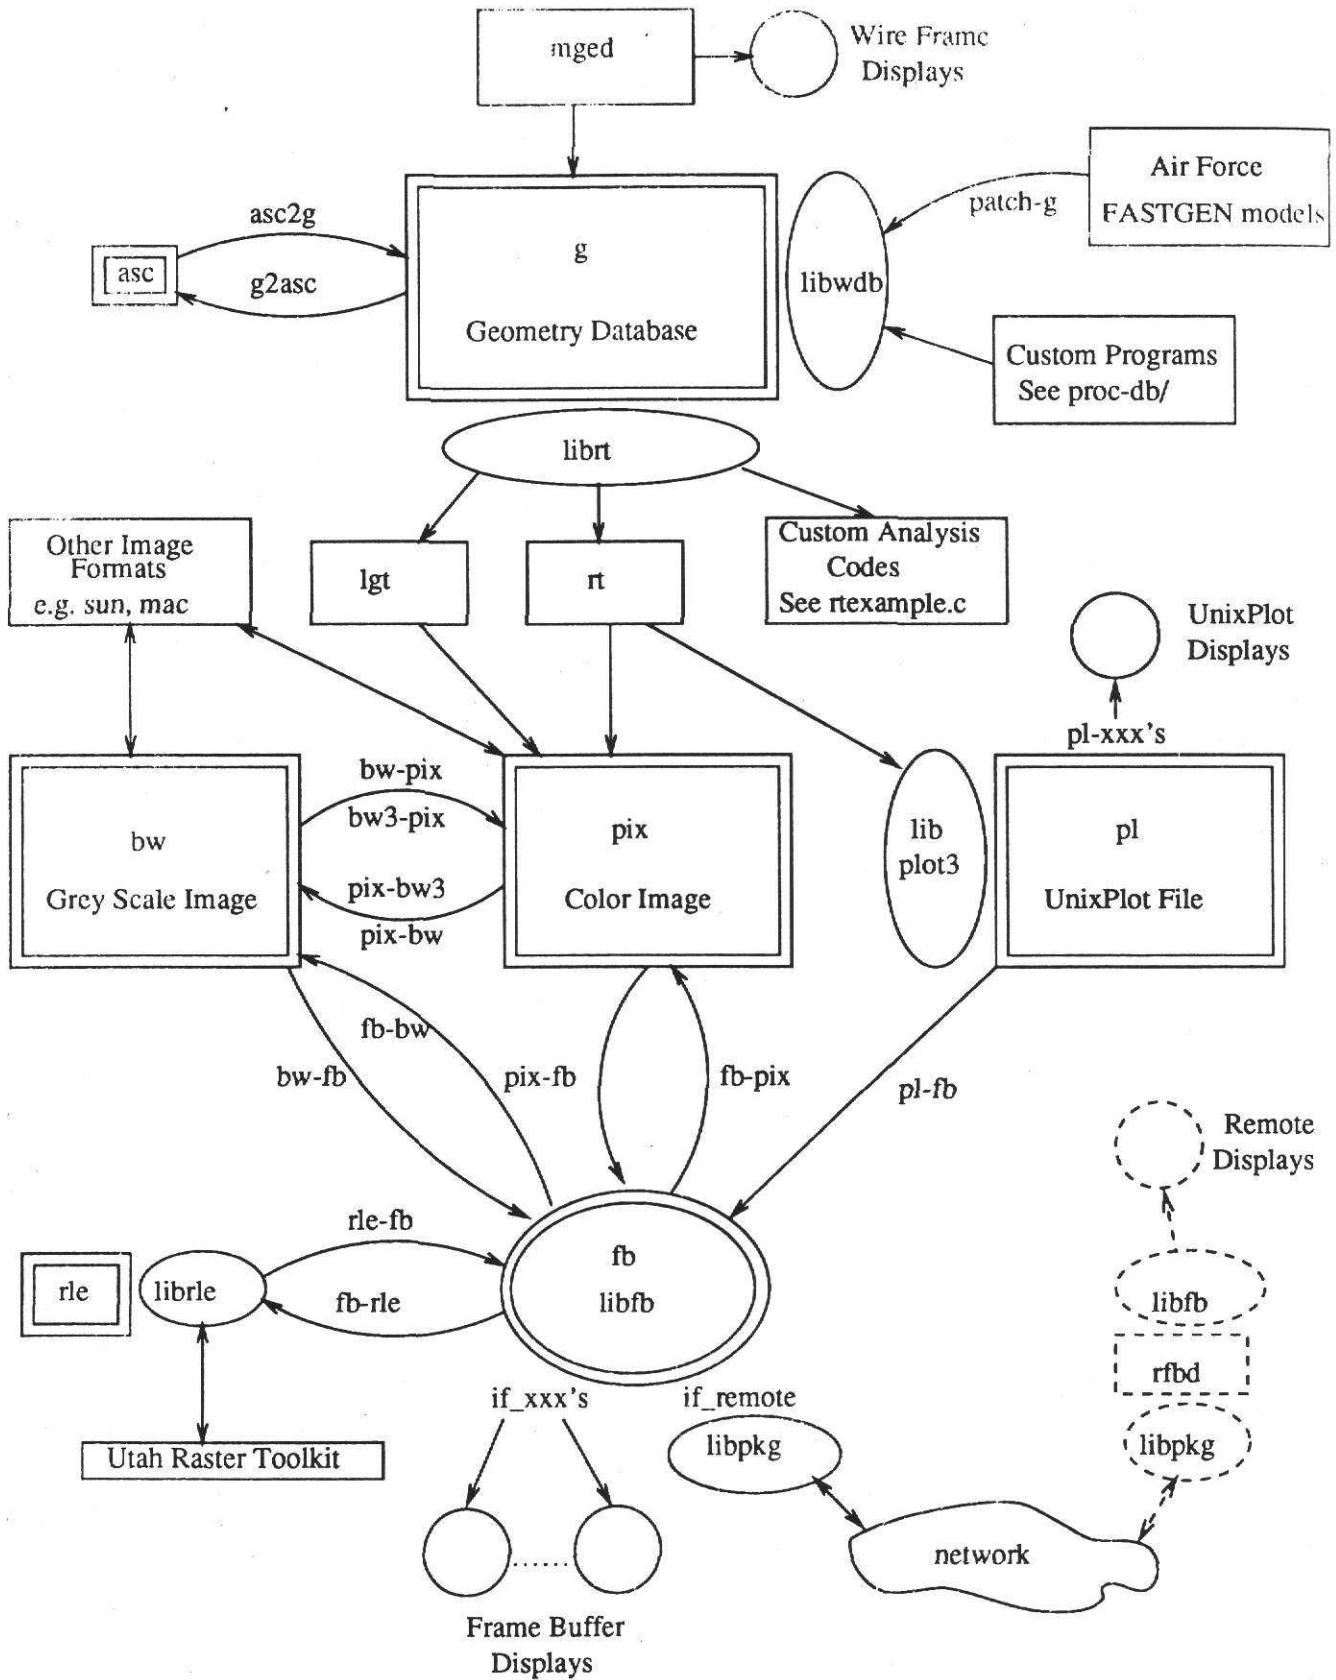 mged
Wire Frame
Displays
Air Force
FASTGEN models
patch-g
asc2g
asc
g2asc
g
Geometry Database
libwdb
Custom Programs
See proc-db/
librt
Other Image
Formats
e.g. sun, mac
lgt
rt
Custom Analysis
Codes
See rtexample.c
UnixPlot
Displays
pl-xxx's
bw-pix
bw3-pix
pix-bw3
pix-bw
bw
Grey Scale Image
pix
Color Image
lib
plot3
pl
UnixPlot File
fb-bw
bw-fb
pix-fb
fb-pix
pl-fb
Remote
Displays
rle-fb
rle
librle
fb-rle
fb
libfb
libfb
rfbd
libpkg
if_xxx's
if_remote
libpkg
Utah Raster Toolkit
network
Frame Buffer
Displays